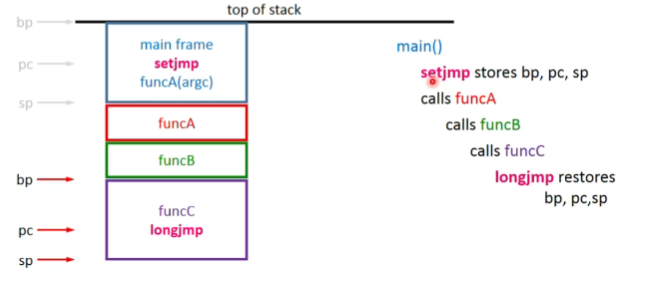 top of stack
bp
main frame
setjmp
funcA(argc)
pc
sp
funcA
funcB
bp
funcC
longjmp
pc
sp
main()
setjmp stores bp, pc, sp
calls funcA
calls funcB
calls funcC
longjmp restores
bp, pc,sp